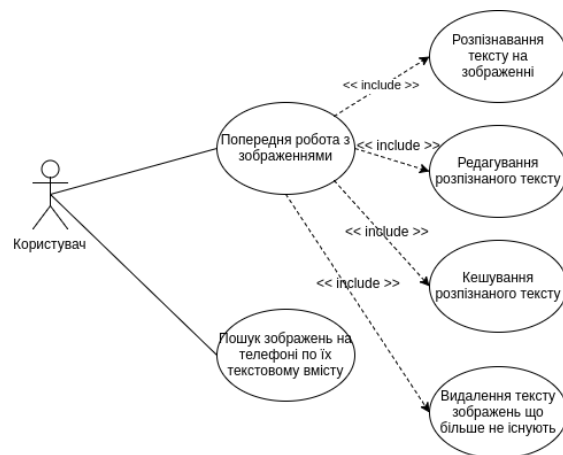 Розпізнавання
тексту на
зображенні
<< include >>
Попередня робота з
зображеннями
<< include >>
Редагування
розпізнаного тексту
Користувач
<< include >>
Кешування
розпізнаного тексту
<< include >>
Пошук зображень на
телефоні по їх
текстовому вмісту
Видалення тексту
зображень що
більше не існують